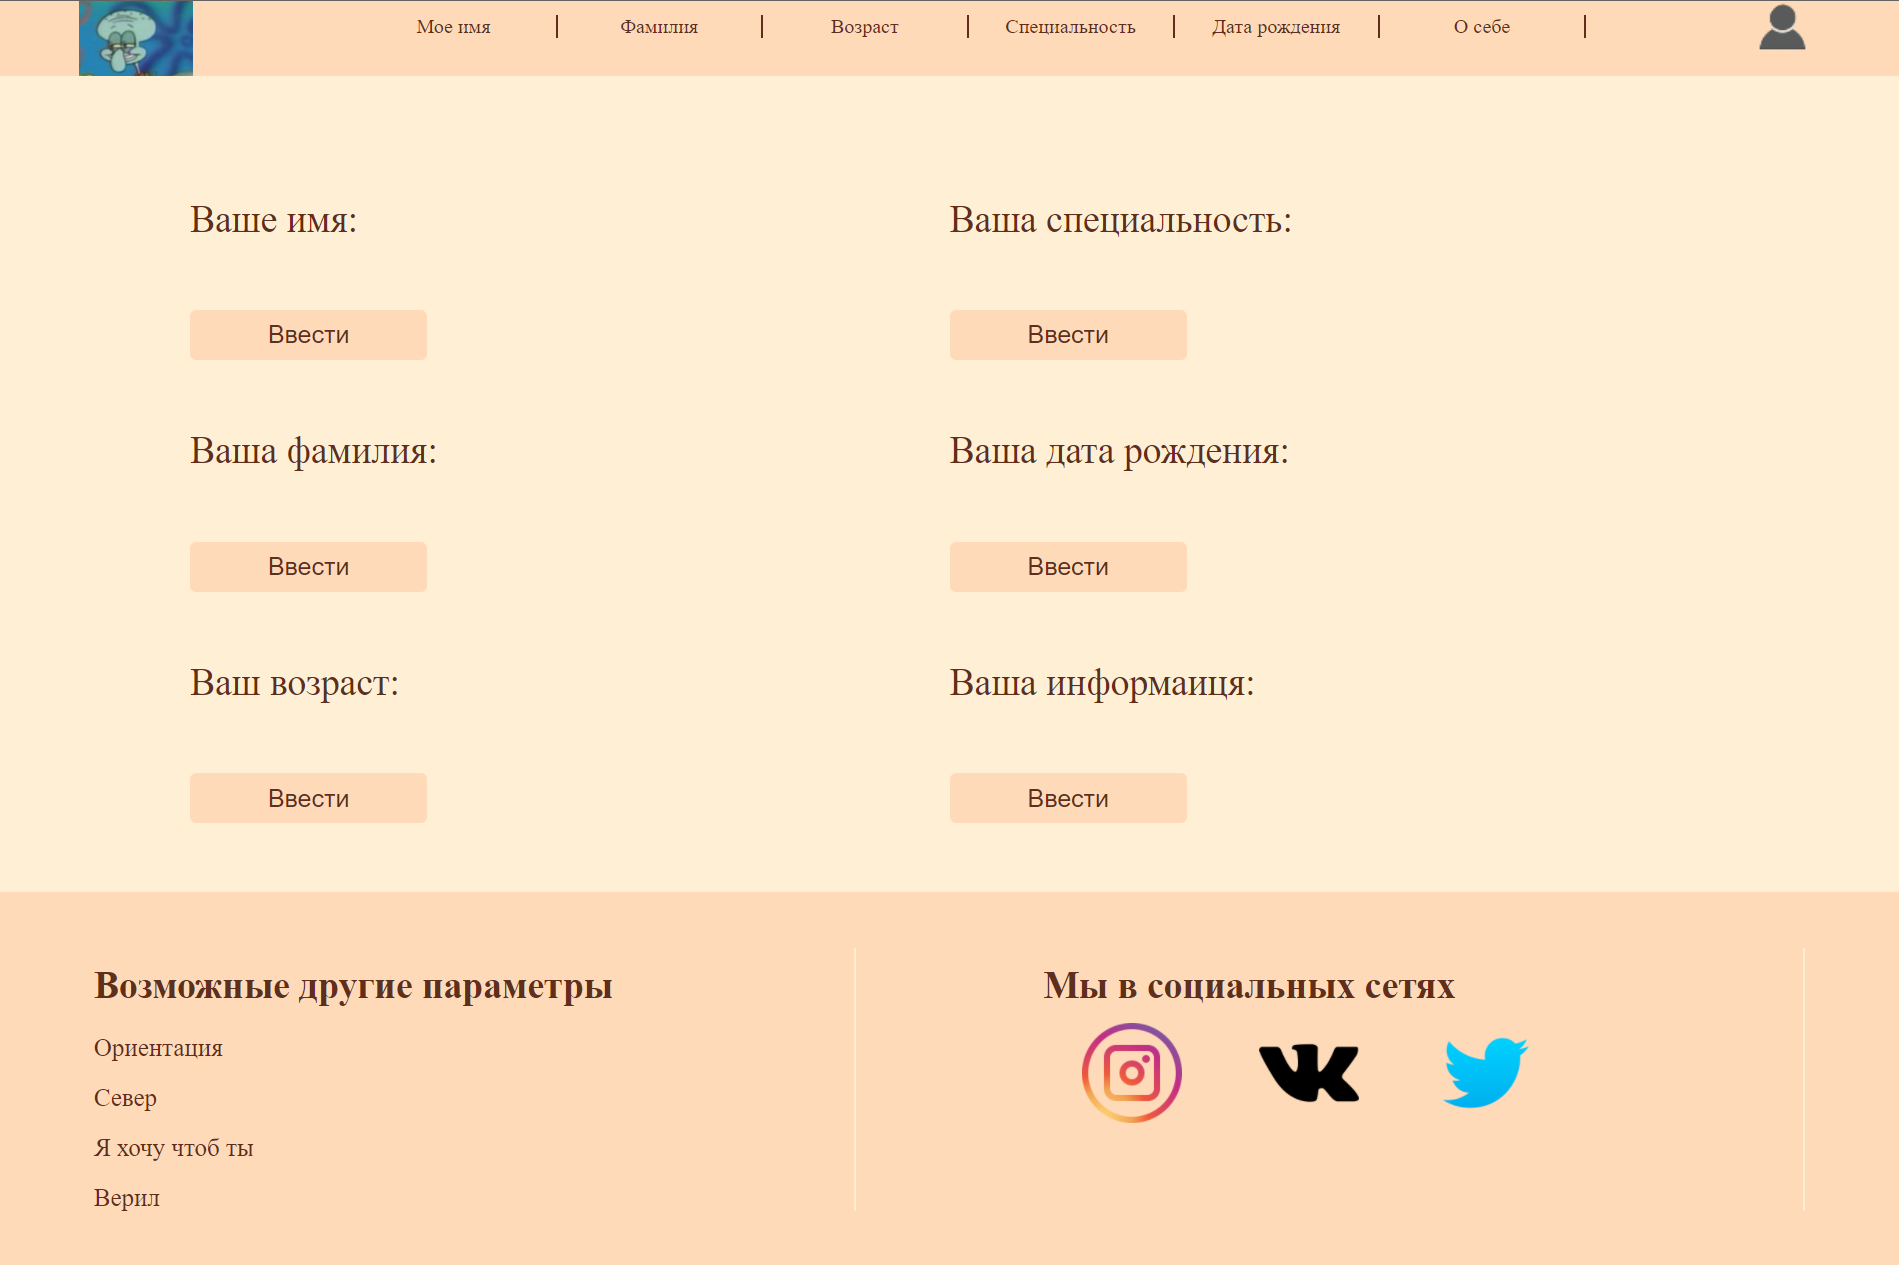 Мое имя
Фамилия
Возраст
Специальность
Дата рождения
О себе
Ваше имя:
Ваша специальность:
Ввести
Ввести
Ваша фамилия:
Ваша дата рождения:
Ввести
Ввести
Ваш возраст:
Ваша информаиця:
Ввести
Ввести
Возможные другие параметры
Ориентация
Север
Я хочу чтоб ты
Верил
Мы в социальных сетях